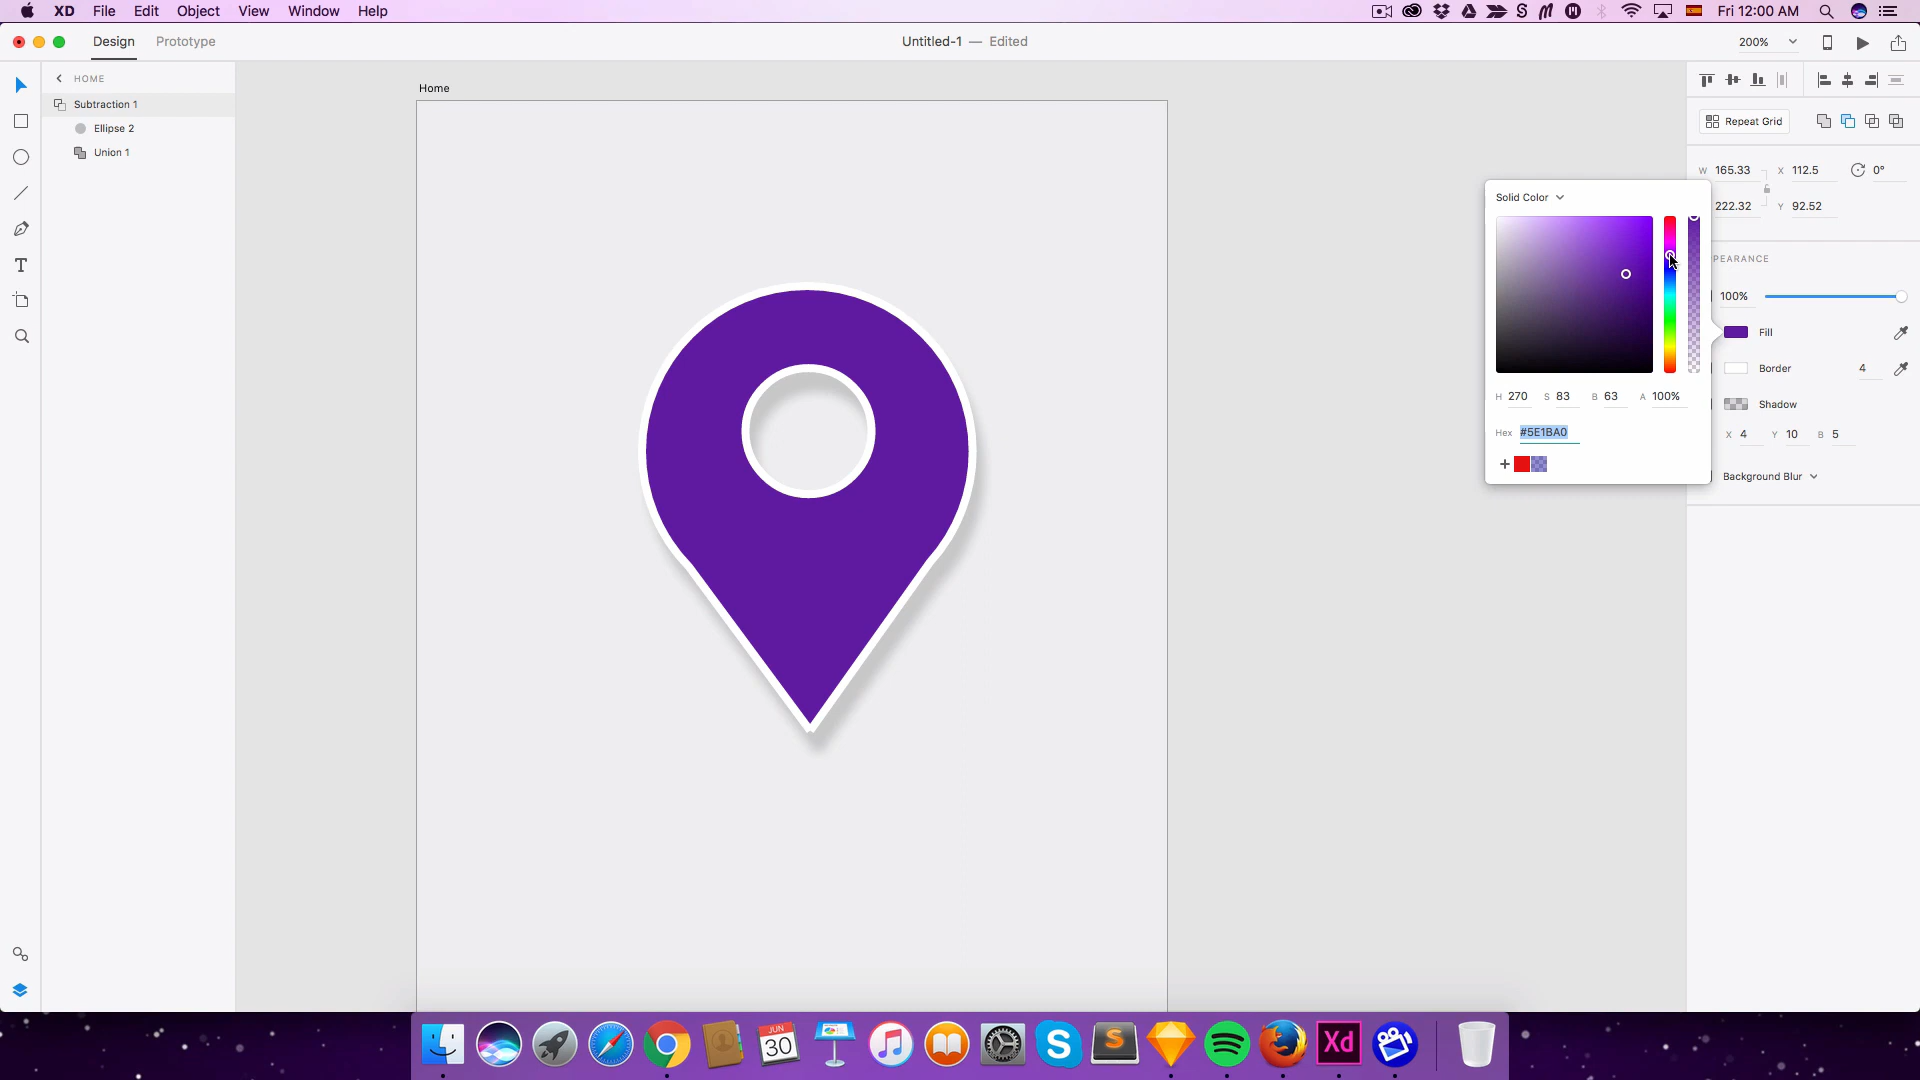 XD File Edit Object View Window Help
Fri 12:00 AM
Design Prototype
Untitled-1 — Edited
200%
HOME
Subtraction 1
Ellipse 2
Union 1
Home
Repeat Grid
W 165.33 X 112.5 0°
222.32 Y 92.52
Solid Color
PEARANCE
100%
Fill
Border 4
Shadow
X 4 Y 10 B 5
Background Blur
H 270 S 83 B 63 A 100%
Hex #5E1BA0
JUN
30
S
Xd